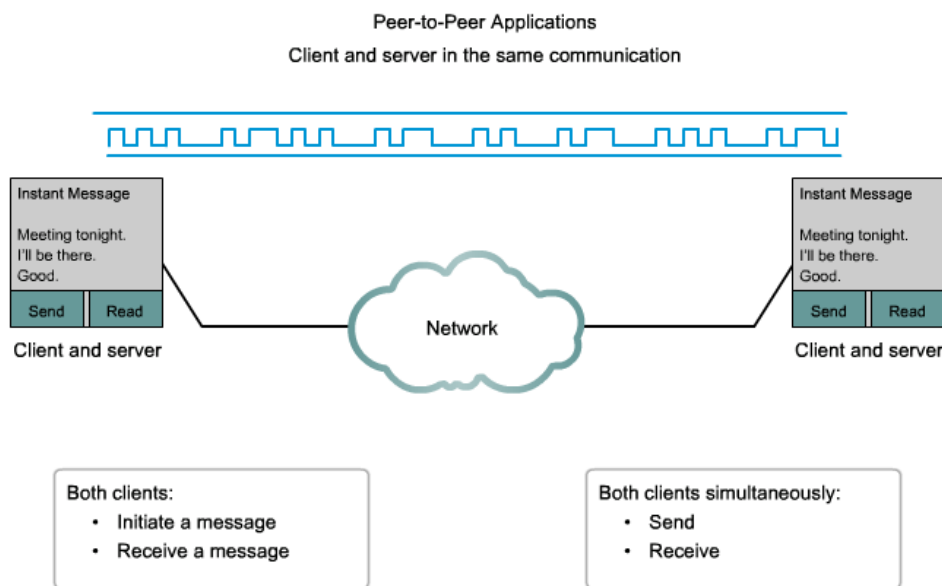 Peer-to-Peer Applications
Client and server in the same communication
Instant Message
Meeting tonight.
I'll be there.
Good.
Send
Read
Client and server
Instant Message
Meeting tonight.
I'll be there.
Good.
Send
Read
Client and server
Network
Both clients:
• Initiate a message
• Receive a message
Both clients simultaneously:
• Send
• Receive